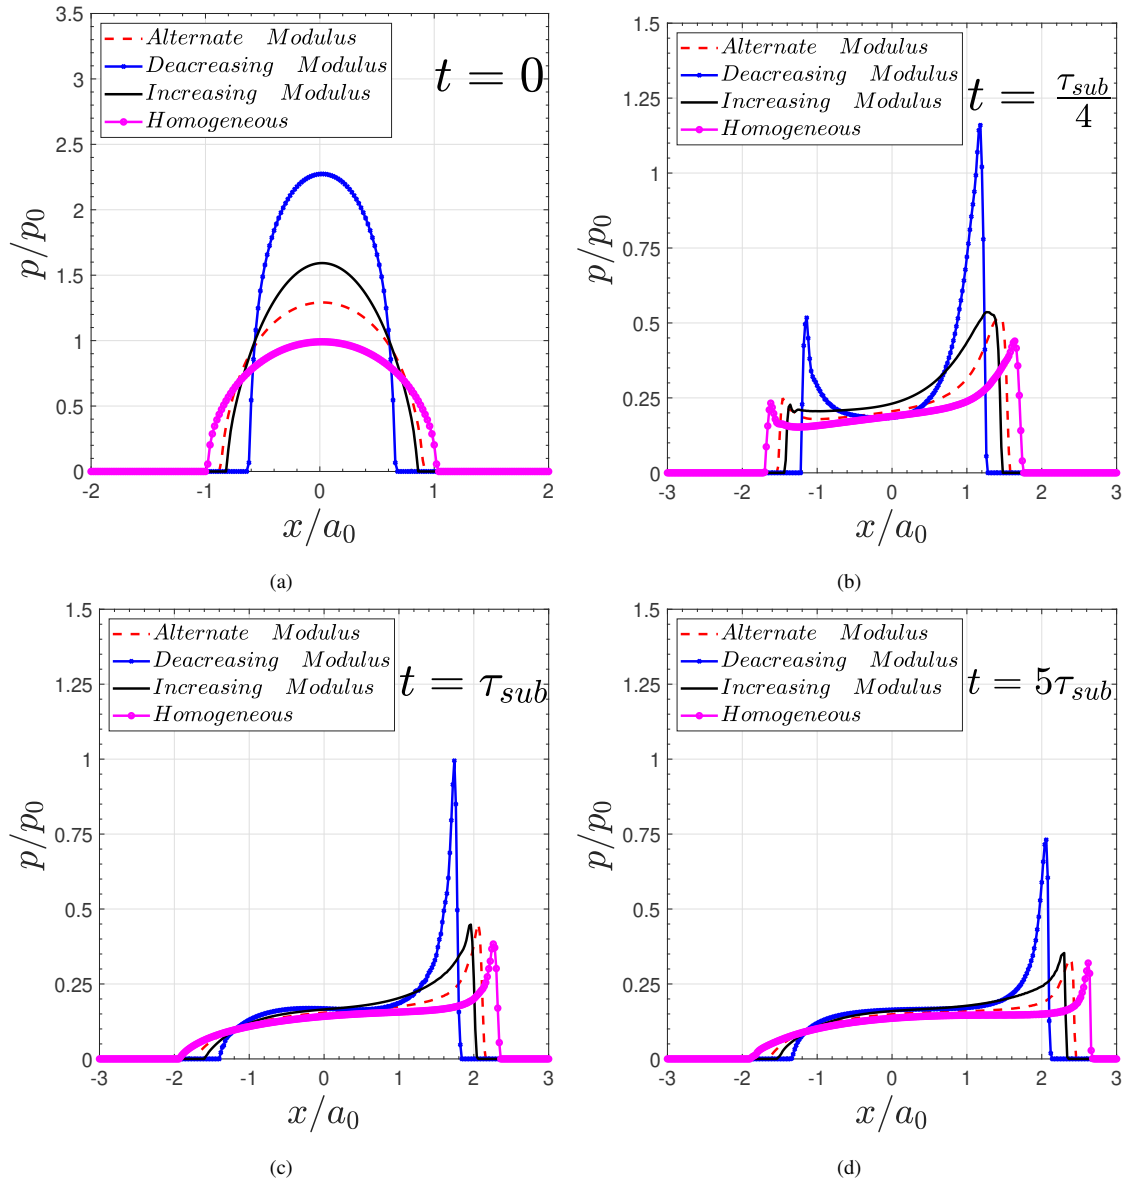 Alternate Modulus
Deacreasing Modulus
Increasing Modulus
Homogeneous
t = 0
p/p0
3.5
3
2.5
2
1.5
1
0.5
0
-2 -1 0 1 2
x/a0
(a)
Alternate Modulus
Deacreasing Modulus
Increasing Modulus
Homogeneous
t = τsub/4
p/p0
1.5
1.25
1
0.75
0.5
0.25
0
-3 -2 -1 0 1 2 3
x/a0
(b)
Alternate Modulus
Deacreasing Modulus
Increasing Modulus
Homogeneous
t = τsub
p/p0
1.5
1.25
1
0.75
0.5
0.25
0
-3 -2 -1 0 1 2 3
x/a0
(c)
Alternate Modulus
Deacreasing Modulus
Increasing Modulus
Homogeneous
t = 5τsub
p/p0
1.5
1.25
1
0.75
0.5
0.25
0
-3 -2 -1 0 1 2 3
x/a0
(d)